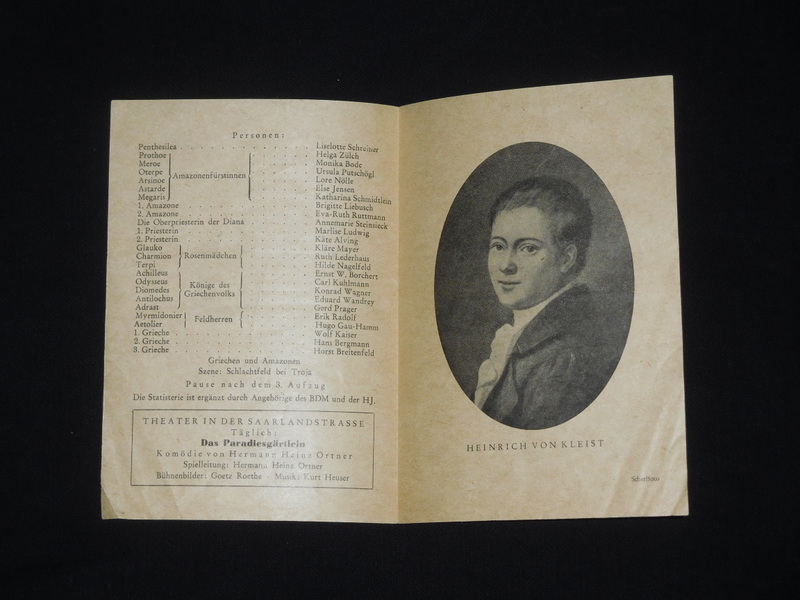 Personen:
Penthesilea . . . . . . . . . . . . Liselotte Schreiner
Prothoe . . . . . Helga Zülch
Meroe . . . . . Monika Bode
Oterpe . . . . . Ursula Putschögl
Arsinoe Amazonenfürstinnen . . . . . Lore Nölle
Astarde . . . . . Else Jensen
Megaris . . . . . Katharina Schmidtlein
1. Amazone . . . . . . . . . . . . Brigitte Liebusch
2. Amazone . . . . . . . . . . . . Eva-Ruth Ruttmann
Die Oberpriesterin der Diana . . . . . Annemarie Steinsieck
1. Priesterin . . . . . . . . . . . . Marlise Ludwig
2. Priesterin . . . . . . . . . . . . Käte Alving
Glauko . . . . . Kläre Mayer
Charmion Rosenmädchen . . . . . Ruth Lederhaus
Terpi . . . . . Hilde Nagelfeld
Achilleus . . . . . Ernst W. Borchert
Odysseus Könige des . . . . . Carl Kuhlmann
Diomedes Griechenvolks . . . . . Konrad Wagner
Antilochus . . . . . Eduard Wandrey
Adrast . . . . . Gerd Prager
Myrmidonier Feldherren . . . . . Erik Radolf
Aetolier . . . . . Hugo Gau-Hamm
1. Grieche . . . . . . . . . . . . Wolf Kaiser
2. Grieche . . . . . . . . . . . . Hans Bergmann
3. Grieche . . . . . . . . . . . . Horst Breitenfeld
Griechen und Amazonen
Szene: Schlachtfeld bei Troja
Pause nach dem 3. Aufzug
Die Statisterie ist ergänzt durch Angehörige des BDM und der HJ.
THEATER IN DER SAARLANDSTRASSE
Täglich:
Das Paradiesgärtlein
Komödie von Hermann Heinz Ortner
Spielleitung: Hermann Heinz Ortner
Bühnenbilder: Goetz Roethe - Musik: Kurt Heuser
HEINRICH VON KLEIST